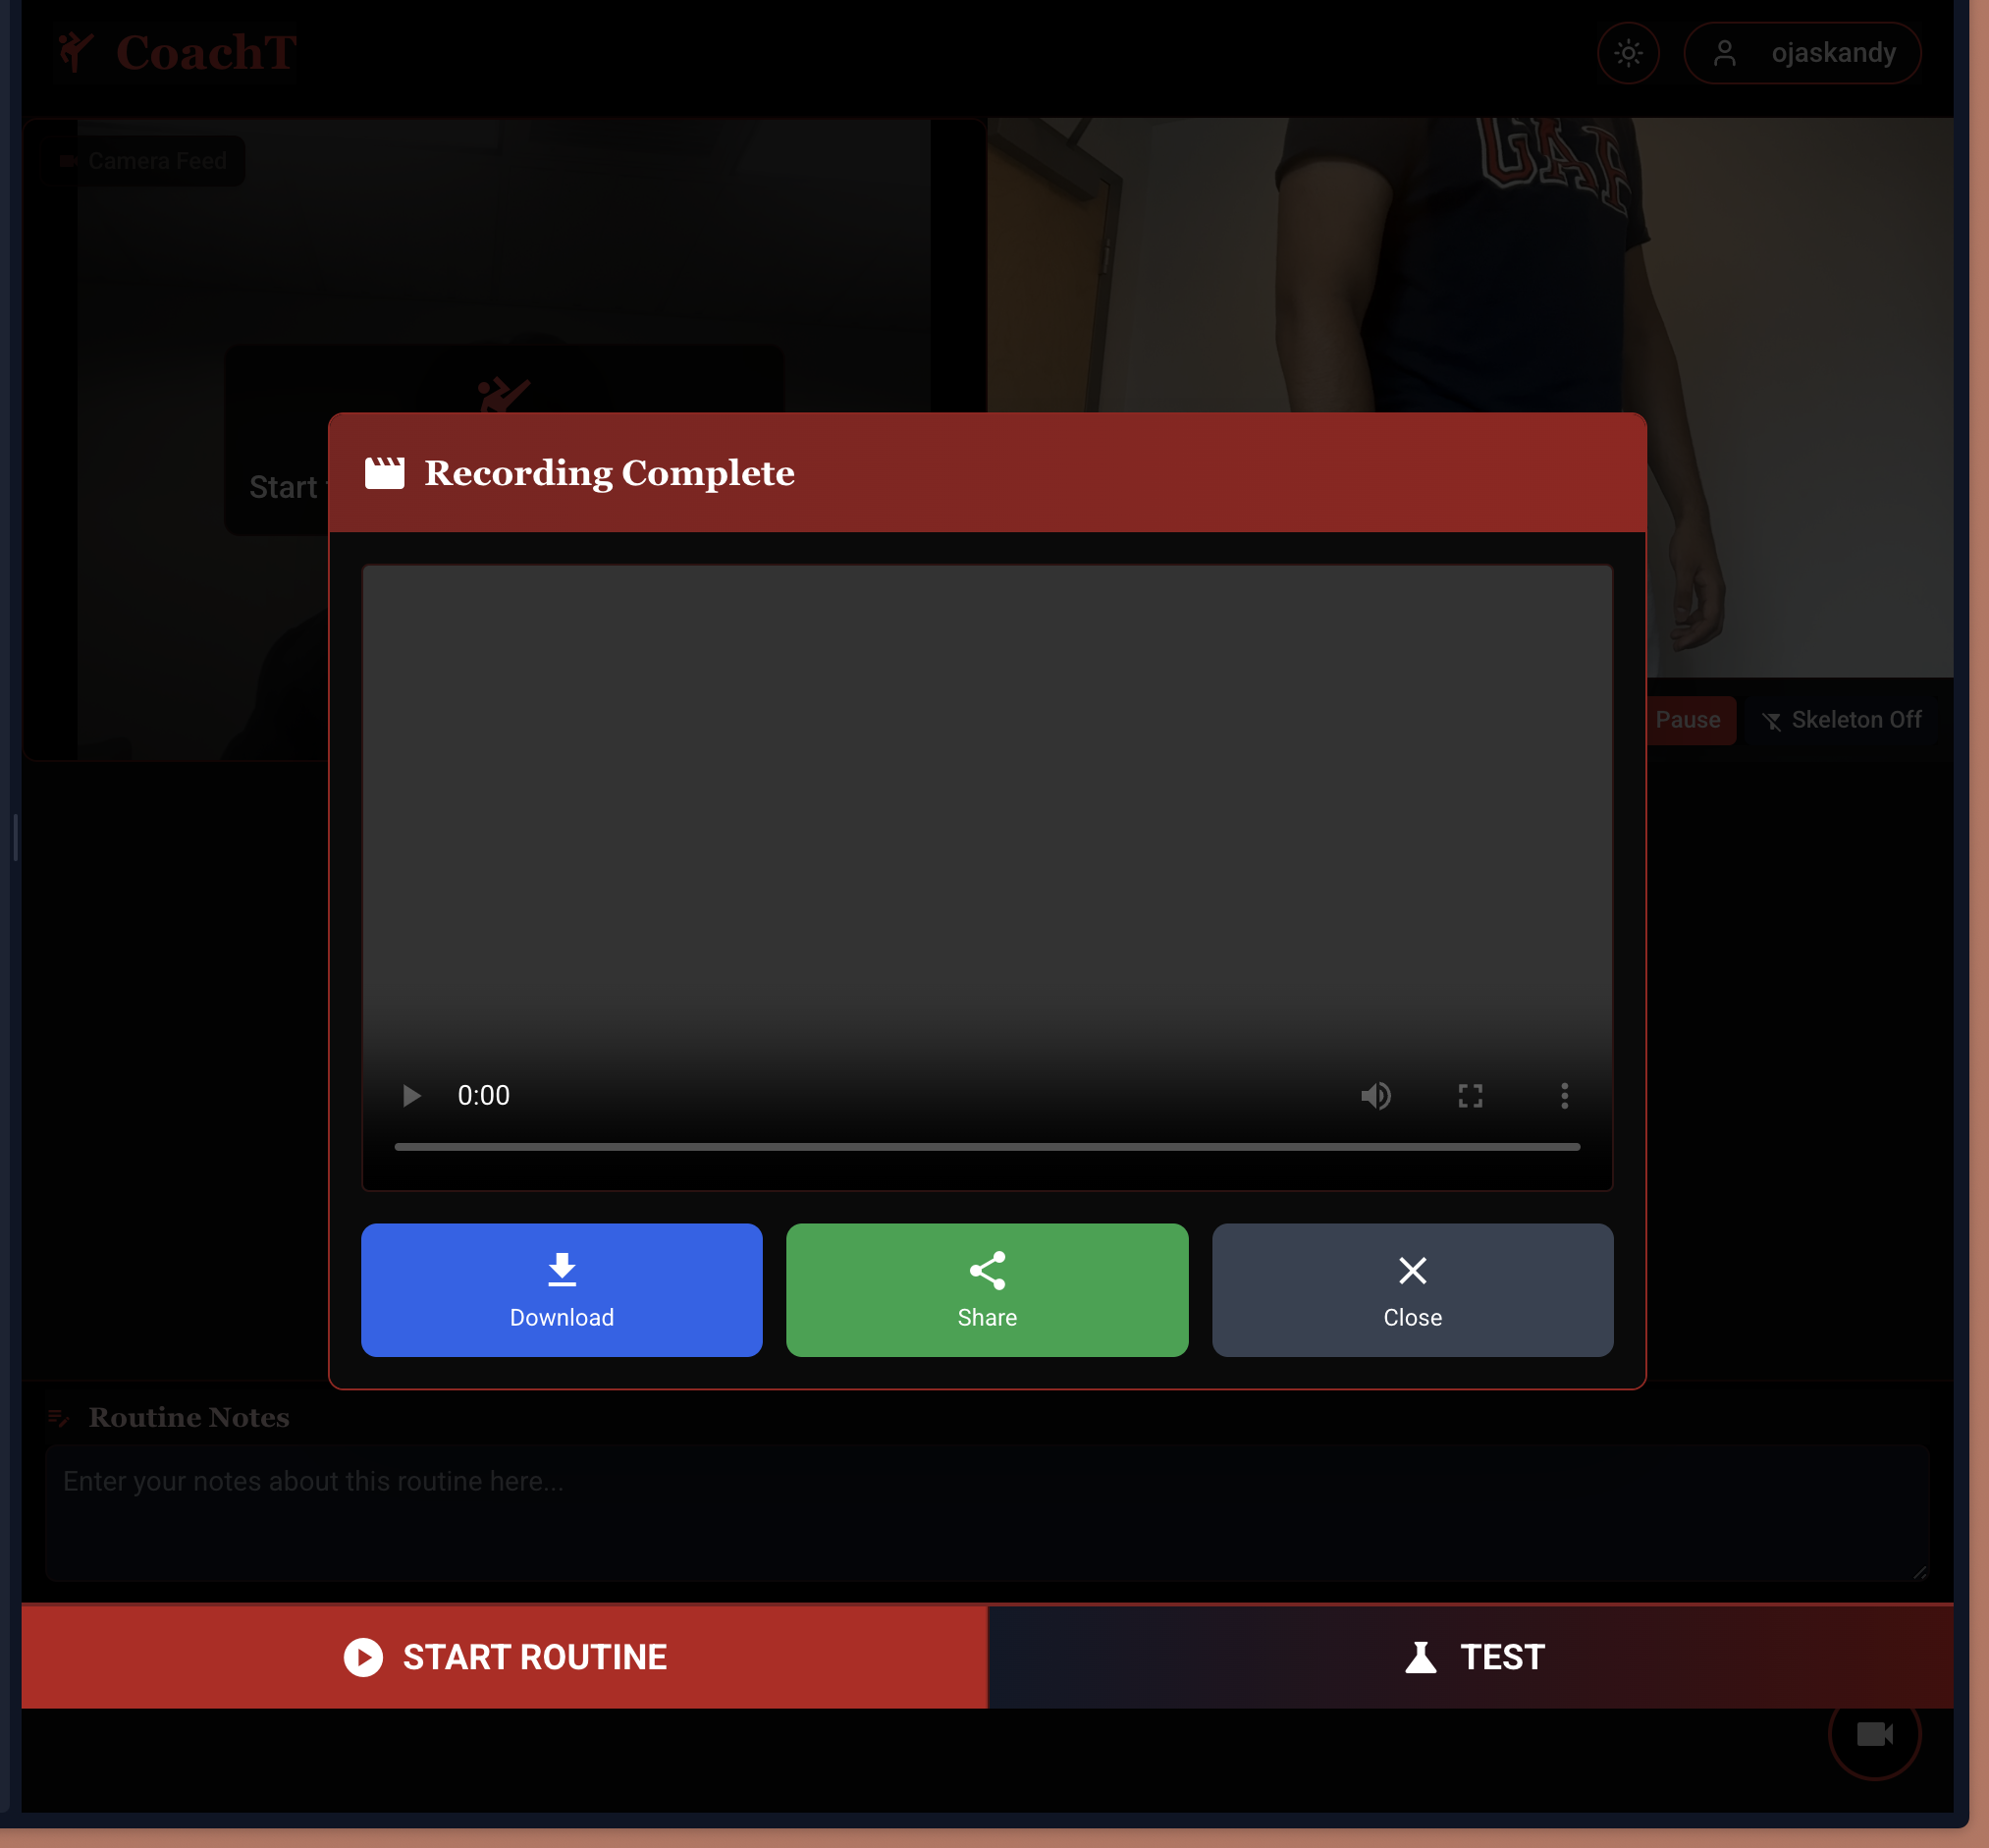 CoachT
ojaskandy
Camera Feed
GAP
Start
Recording Complete
Pause
Skeleton Off
0:00
Download
Share
Close
Routine Notes
Enter your notes about this routine here...
START ROUTINE
TEST